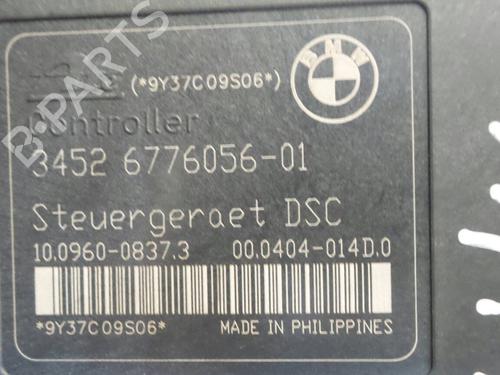 B-PARTS
(*9Y37C09S06*)
BMW
Controller
3452 6776056-01
Steuergeraet DSC
10.0960-0837.3 00.0404-014D.0
*9Y37C09S06* MADE IN PHILIPPINES